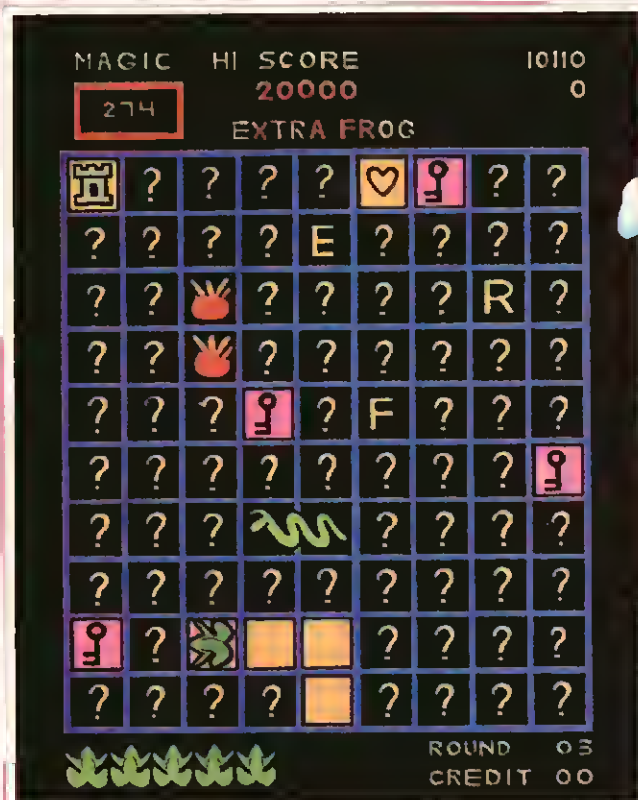 MAGIC HI SCORE 10110
274 20000 0
EXTRA FROG
? ? ? ? ? ?
? ? ? ? E ? ? ? ?
? ? ? ? ? ? R ?
? ? ? ? ? ? ? ?
? ? ? ? F ? ? ?
? ? ? ? ? ? ? ?
? ? ? ? ? ? ?
? ? ? ? ? ? ? ? ?
? ? ? ? ?
? ? ? ? ? ? ? ?
ROUND 03
CREDIT 00